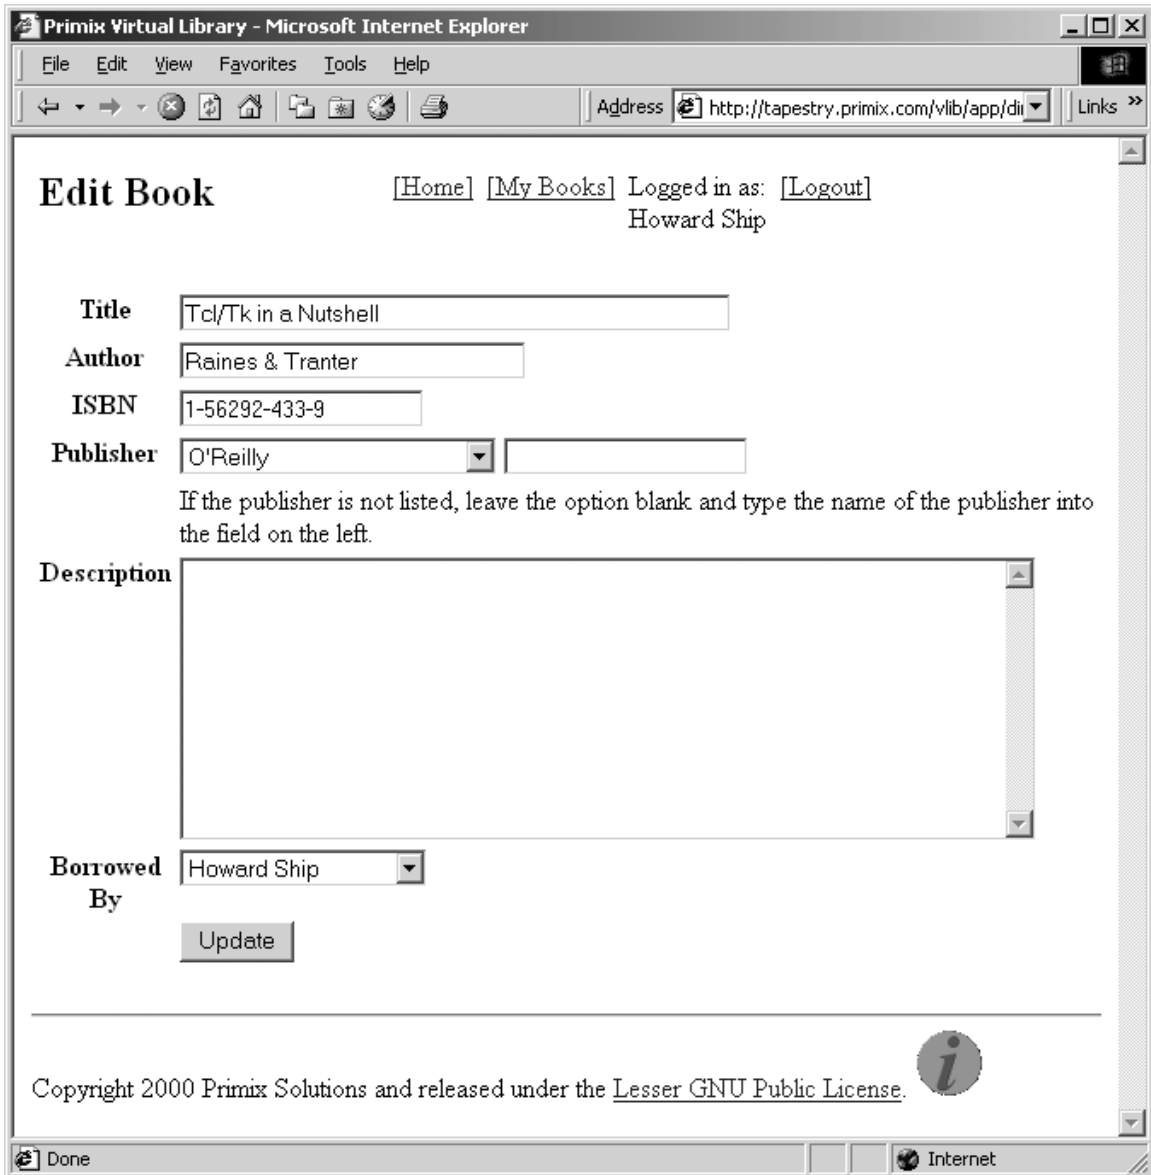 Primix Virtual Library - Microsoft Internet Explorer
File Edit View Favorites Tools Help
Address http://tapestry.primix.com/vlib/app/di Links »
Edit Book [Home] [My Books] Logged in as: [Logout]
Howard Ship
Title Tcl/Tk in a Nutshell
Author Raines & Tranter
ISBN 1-56292-433-9
Publisher O'Reilly
If the publisher is not listed, leave the option blank and type the name of the publisher into
the field on the left.
Description
Borrowed Howard Ship
By
Update
Copyright 2000 Primix Solutions and released under the Lesser GNU Public License. i
Done Internet